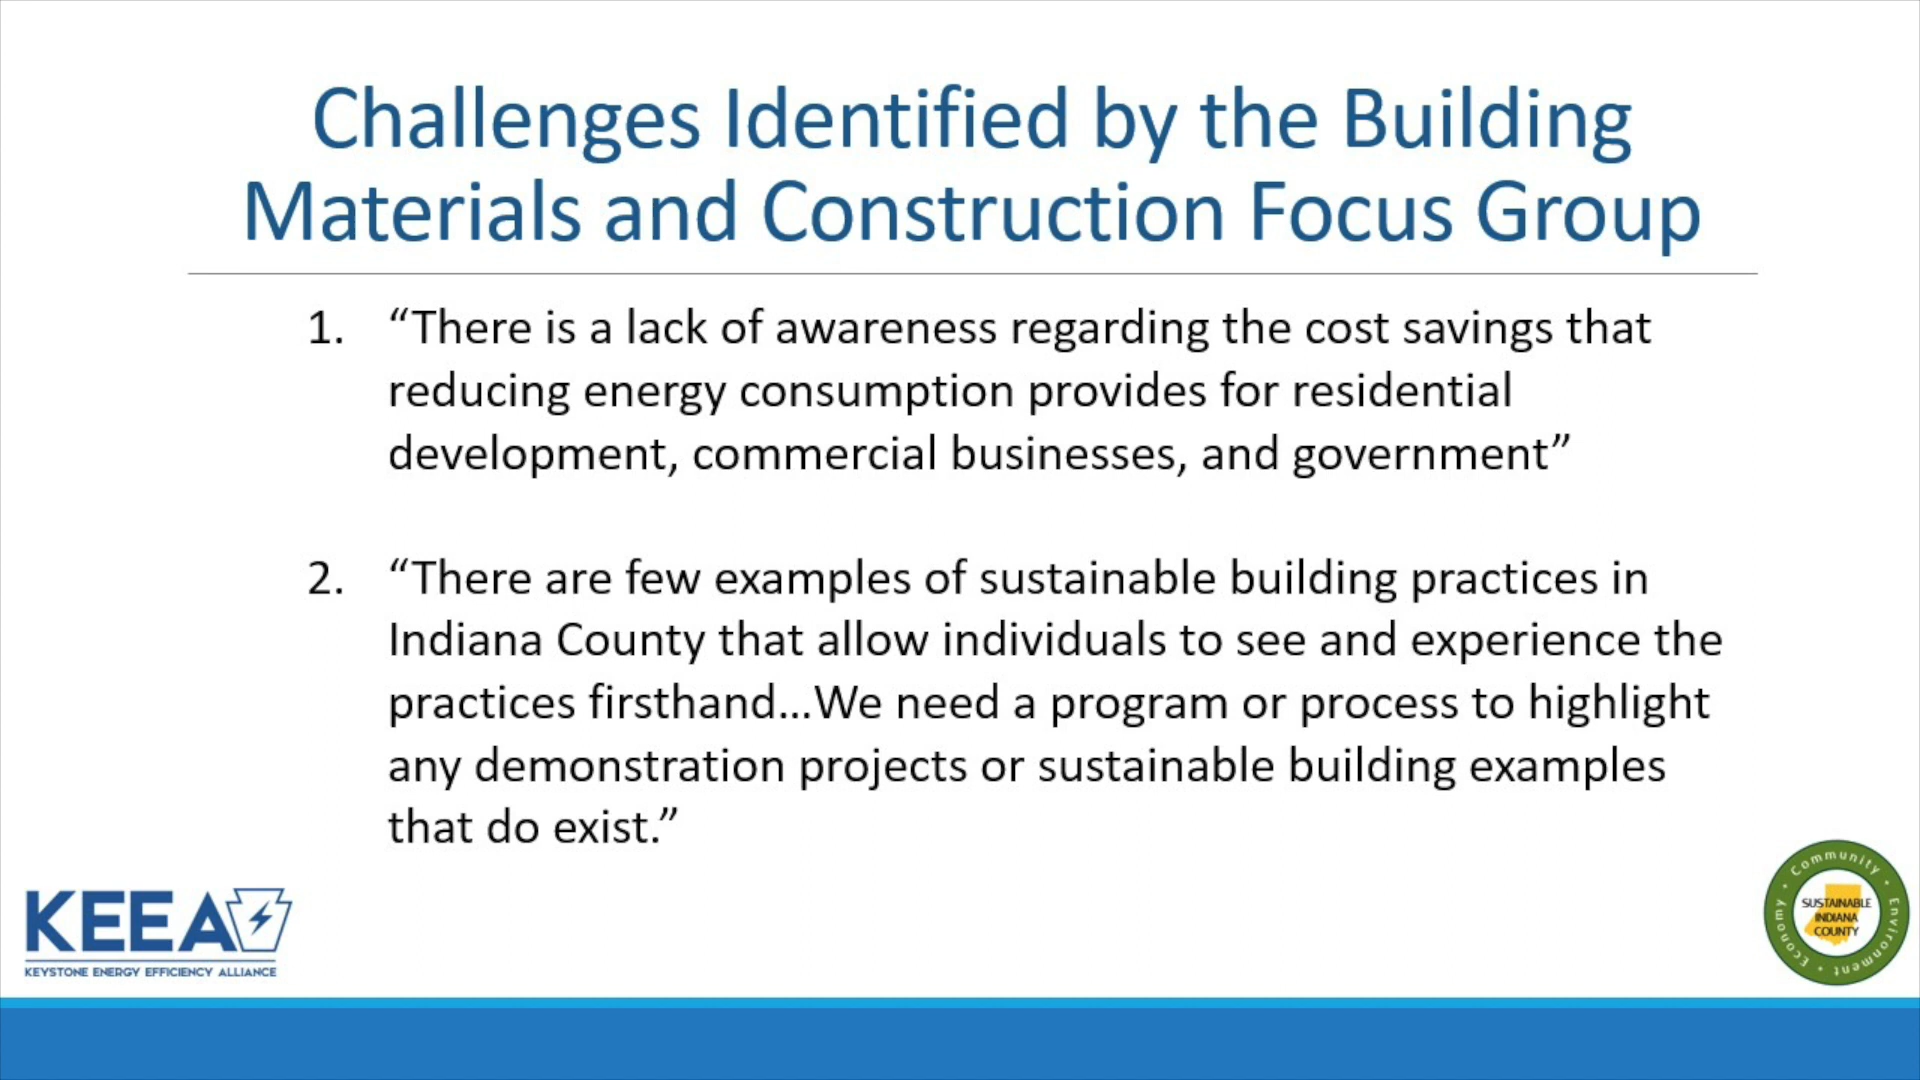 Challenges Identified by the Building
Materials and Construction Focus Group
1. “There is a lack of awareness regarding the cost savings that
reducing energy consumption provides for residential
development, commercial businesses, and government”
2. “There are few examples of sustainable building practices in
Indiana County that allow individuals to see and experience the
practices firsthand…We need a program or process to highlight
any demonstration projects or sustainable building examples
that do exist.”
KEEA
KEYSTONE ENERGY EFFICIENCY ALLIANCE
Community • Environment • Economy •
SUSTAINABLE
INDIANA
COUNTY